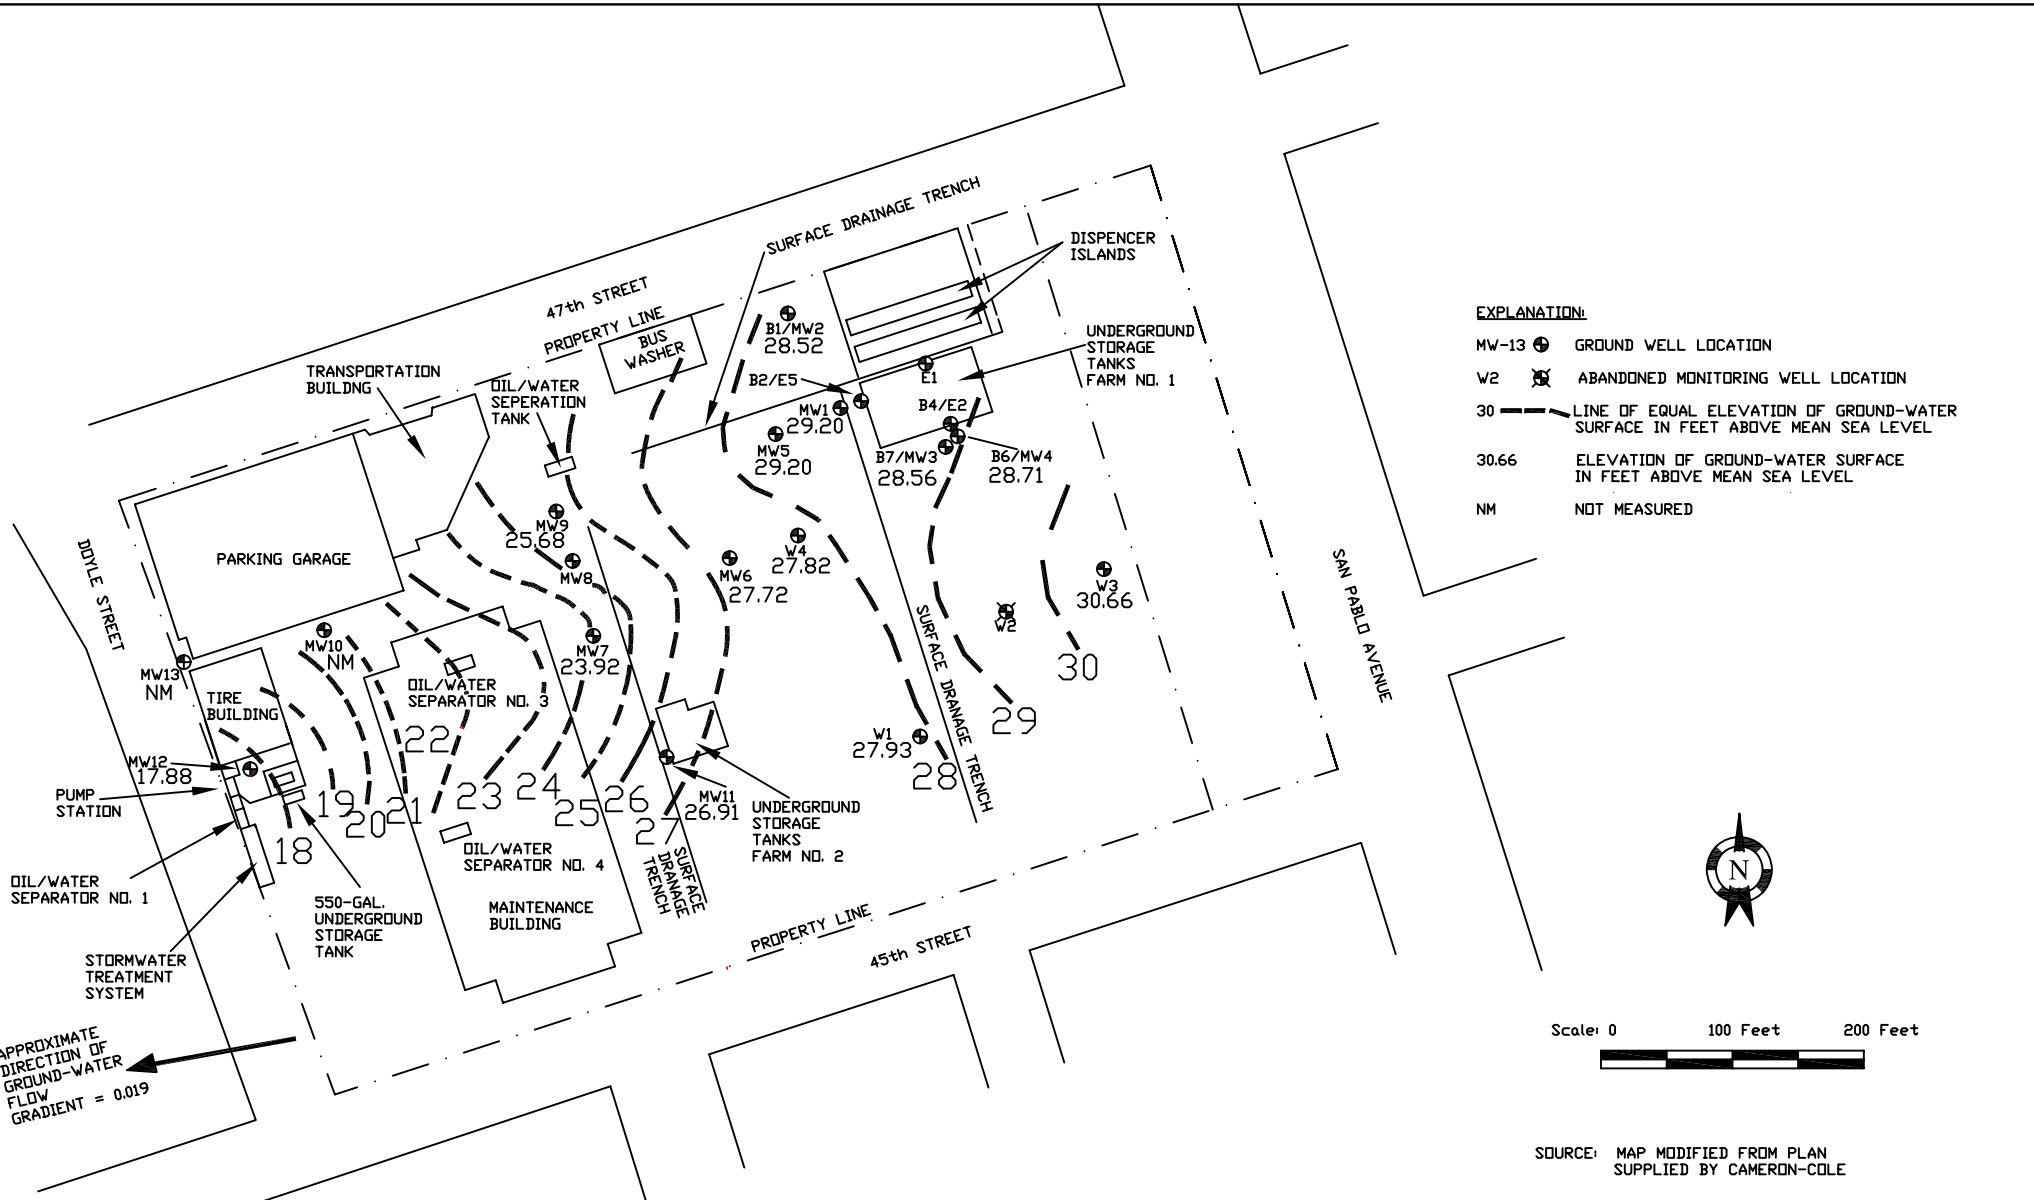 SURFACE DRAINAGE TRENCH
47th STREET
PROPERTY LINE
BUS
WASHER
B1/MW2
28.52
DISPENCER
ISLANDS
UNDERGROUND
STORAGE
TANKS
FARM NO. 1
TRANSPORTATION
BUILDNG
OIL/WATER
SEPERATION
TANK
B2/E5
E1
MW1
29.20
B4/E2
MW5
29.20
B7/MW3
28.56
B6/MW4
28.71
MW9
25.68
MW8
W4
27.82
MW6
27.72
W3
30.66
W2
PARKING GARAGE
DOYLE STREET
SAN PABLO AVENUE
MW10
NM
MW13
NM
MW7
23.92
TIRE
BUILDING
OIL/WATER
SEPARATOR NO. 3
SURFACE DRANAGE TRENCH
30
29
W1
27.93
28
22
MW12
17.88
PUMP
STATION
19
20
21
23
24
25
26
27
18
MW11
26.91
UNDERGROUND
STORAGE
TANKS
FARM NO. 2
OIL/WATER
SEPARATOR NO. 4
SURFACE
DRANAGE
TRENCH
OIL/WATER
SEPARATOR NO. 1
550-GAL.
UNDERGROUND
STORAGE
TANK
MAINTENANCE
BUILDING
STORMWATER
TREATMENT
SYSTEM
PROPERTY LINE
45th STREET
APPROXIMATE
DIRECTION OF
GROUND-WATER
FLOW
GRADIENT = 0.019
EXPLANATION:
MW-13 GROUND WELL LOCATION
W2 ABANDONED MONITORING WELL LOCATION
30 LINE OF EQUAL ELEVATION OF GROUND-WATER
SURFACE IN FEET ABOVE MEAN SEA LEVEL
30.66 ELEVATION OF GROUND-WATER SURFACE
IN FEET ABOVE MEAN SEA LEVEL
NM NOT MEASURED
N
Scale: 0 100 Feet 200 Feet
SOURCE: MAP MODIFIED FROM PLAN
SUPPLIED BY CAMERON-COLE